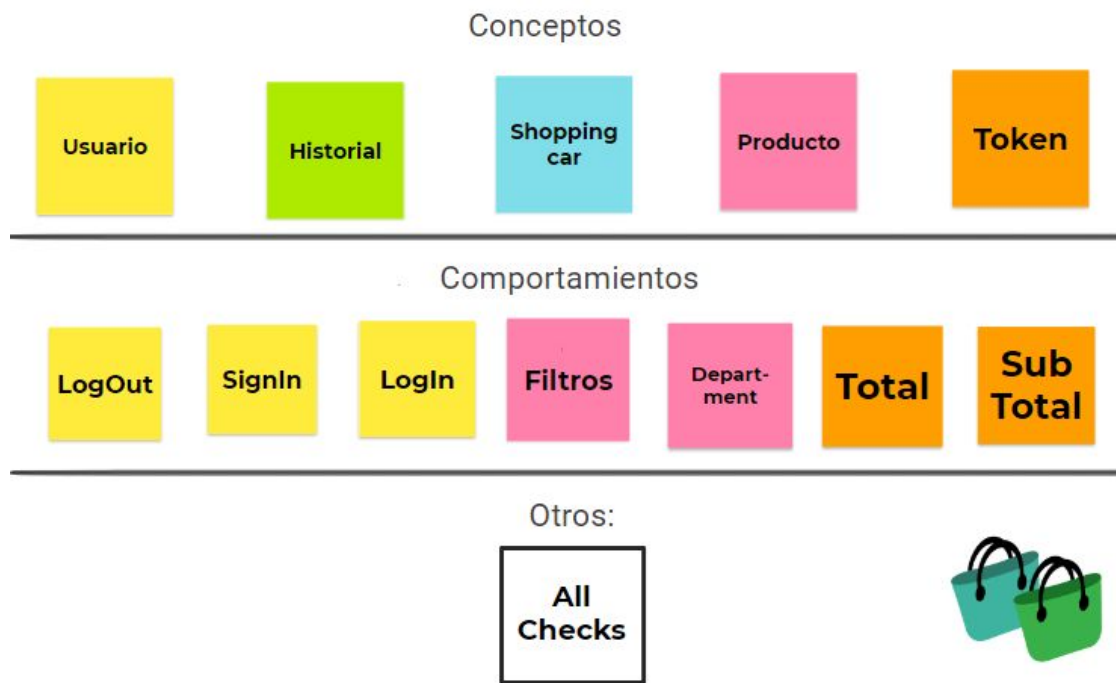 Conceptos
Usuario
Historial
Shopping
car
Producto
Token
Comportamientos
LogOut
SignIn
LogIn
Filtros
Depart-
ment
Total
Sub
Total
Otros:
All
Checks